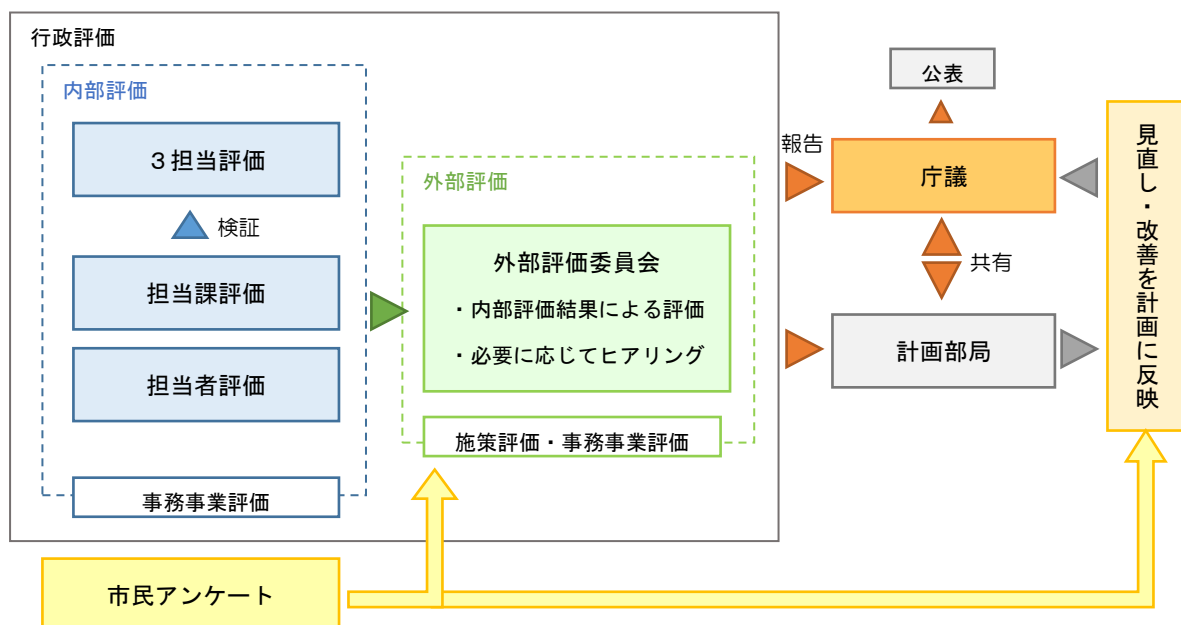 行政評価
内部評価
３担当評価
検証
担当課評価
担当者評価
事務事業評価
外部評価
外部評価委員会
・内部評価結果による評価
・必要に応じてヒアリング
施策評価・事務事業評価
市民アンケート
報告
公表
庁議
共有
計画部局
見直し・改善を計画に反映